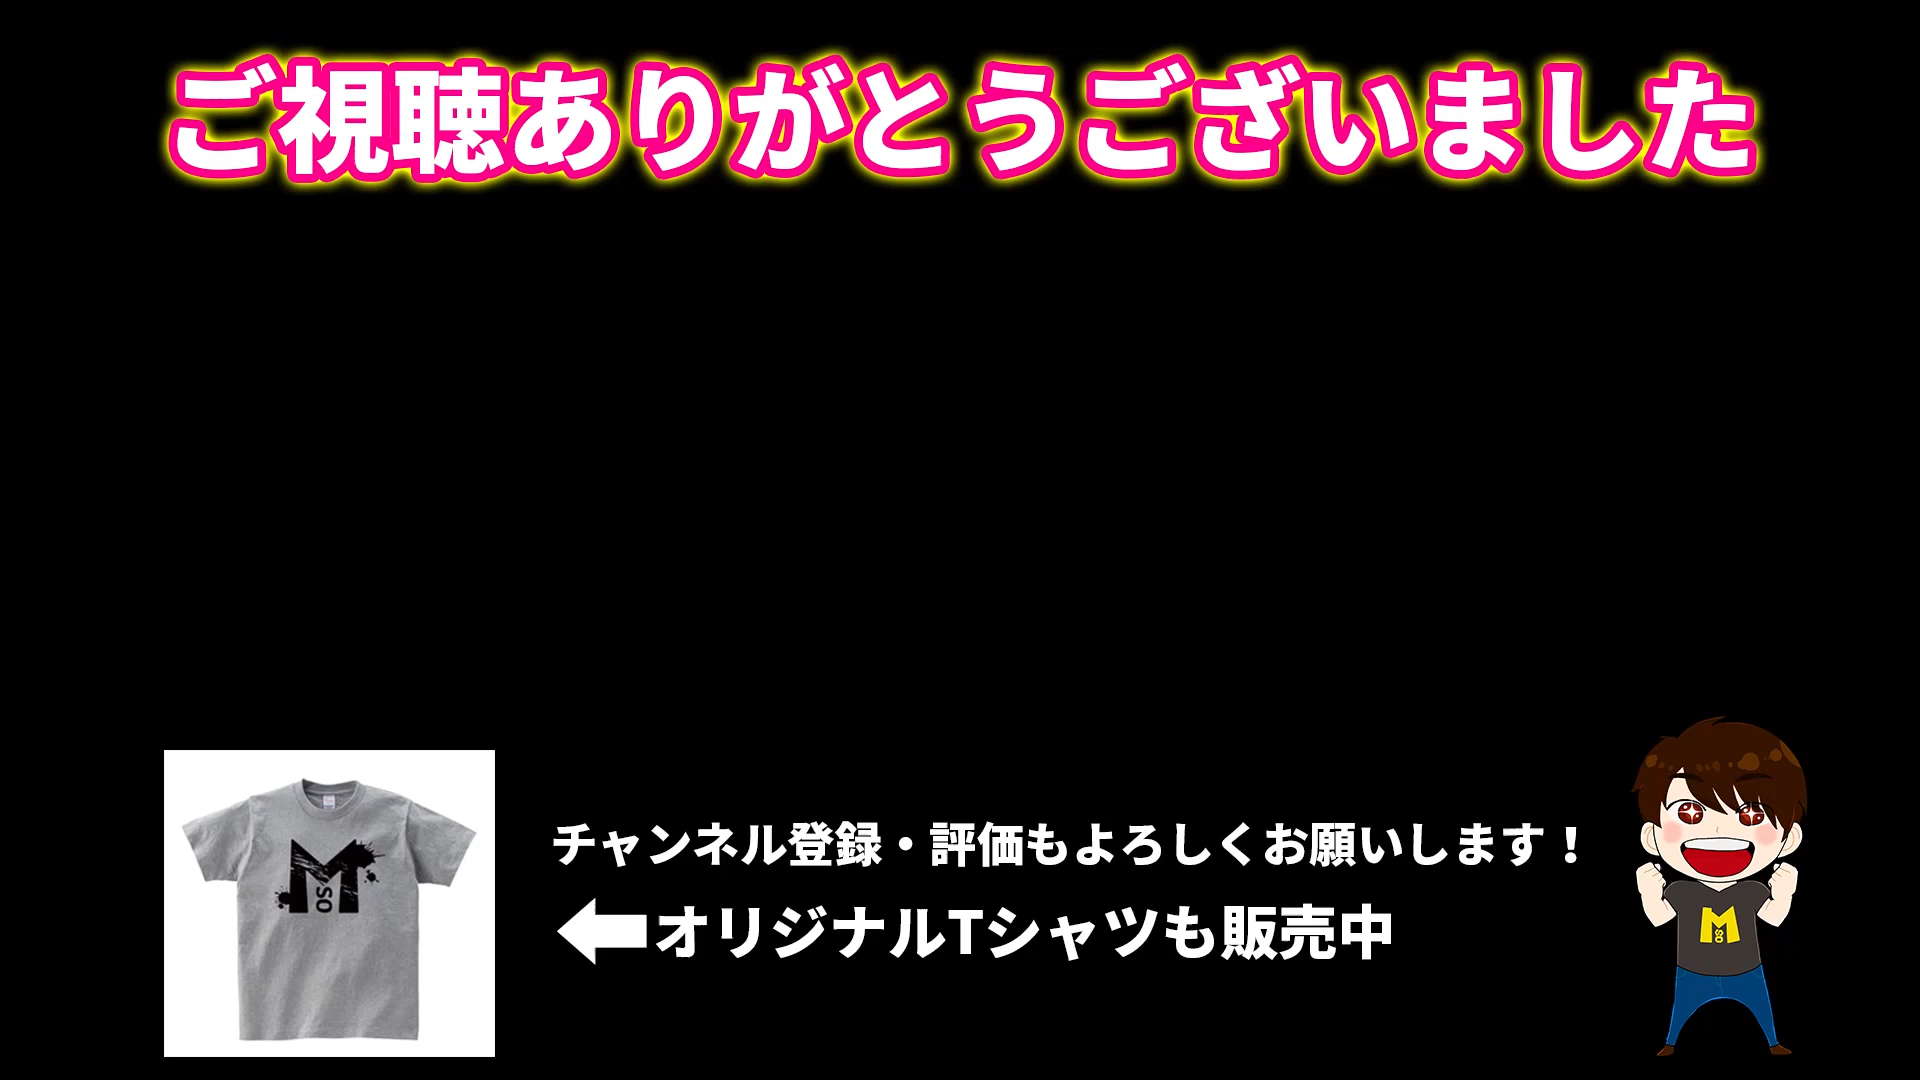 ご視聴ありがとうございました
チャンネル登録・評価もよろしくお願いします！
オリジナルTシャツも販売中
M
SO
M
SO